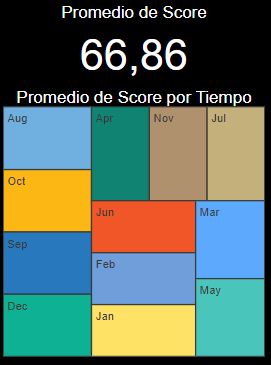 Promedio de Score
66,86
Promedio de Score por Tiempo
Aug
Apr
Nov
Jul
Oct
Jun
Mar
Sep
Feb
May
Dec
Jan